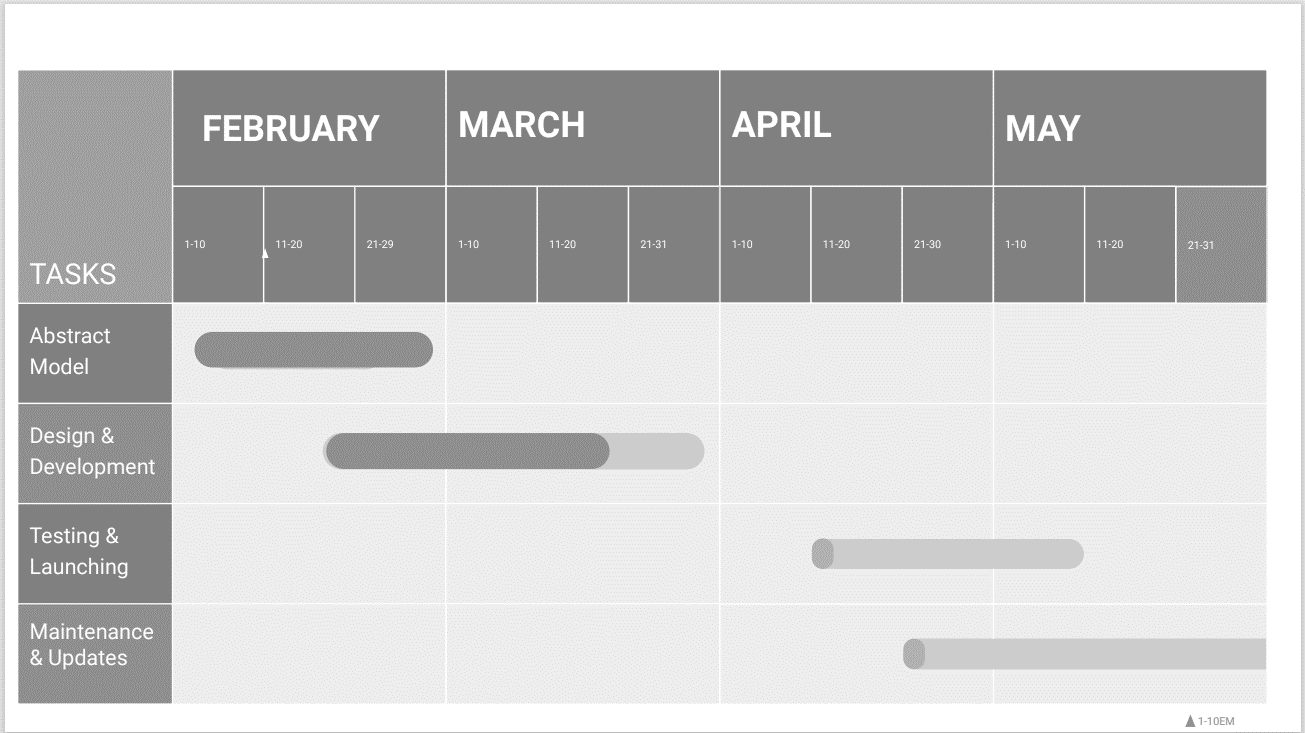 FEBRUARY
MARCH
APRIL
MAY
TASKS
1-10
11-20
21-29
1-10
11-20
21-31
1-10
11-20
21-30
1-10
11-20
21-31
Abstract
Model
Design &
Development
Testing &
Launching
Maintenance
& Updates
1-10EM